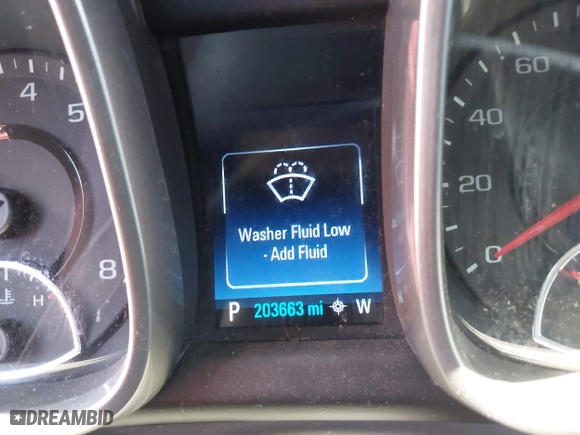 4
5
8
H
60
40
20
0
Washer Fluid Low
- Add Fluid
P 203663 mi W
DREAMBID